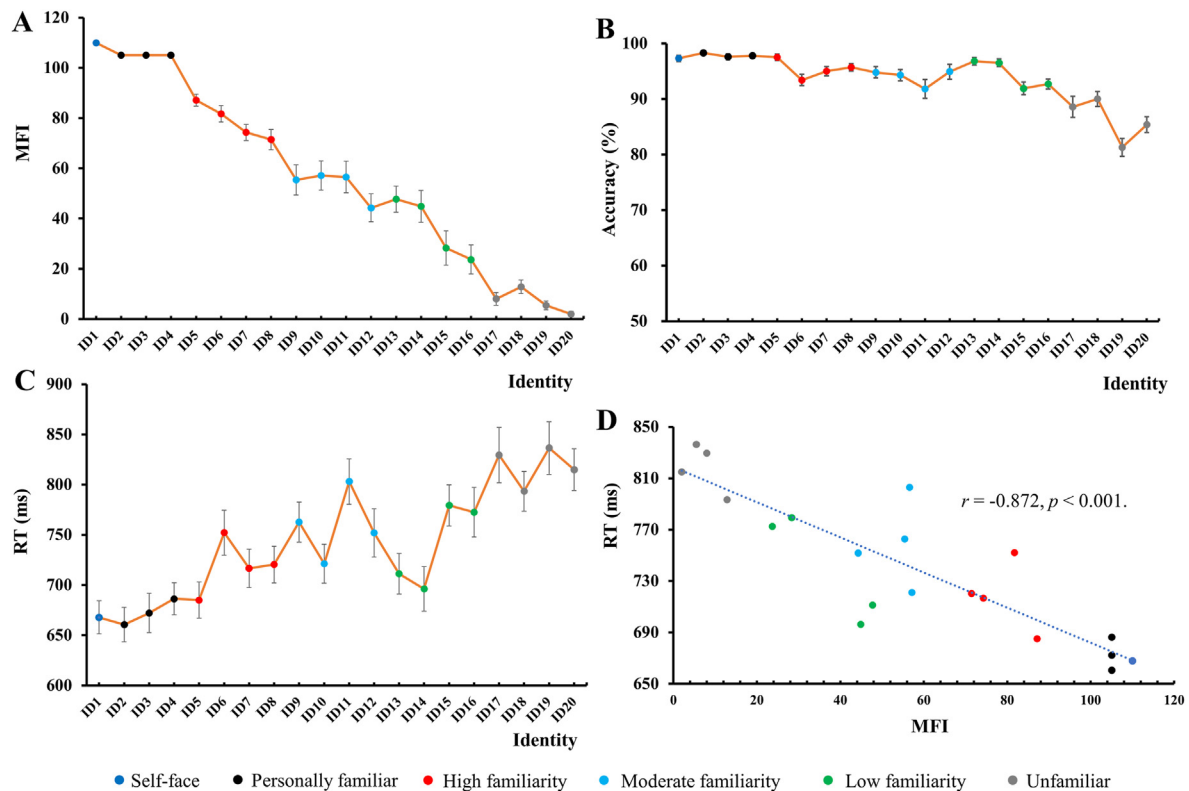 A
MFI
120
100
80
60
40
20
0
ID1 ID2 ID3 ID4 ID5 ID6 ID7 ID8 ID9 ID10 ID11 ID12 ID13 ID14 ID15 ID16 ID17 ID18 ID19 ID20
Identity
B
Accuracy (%)
100
90
80
70
60
50
ID1 ID2 ID3 ID4 ID5 ID6 ID7 ID8 ID9 ID10 ID11 ID12 ID13 ID14 ID15 ID16 ID17 ID18 ID19 ID20
Identity
C
RT (ms)
900
850
800
750
700
650
600
ID1 ID2 ID3 ID4 ID5 ID6 ID7 ID8 ID9 ID10 ID11 ID12 ID13 ID14 ID15 ID16 ID17 ID18 ID19 ID20
Identity
D
RT (ms)
850
810
770
730
690
650
r = -0.872, p < 0.001.
0 20 40 60 80 100 120
MFI
Self-face Personally familiar High familiarity Moderate familiarity Low familiarity Unfamiliar